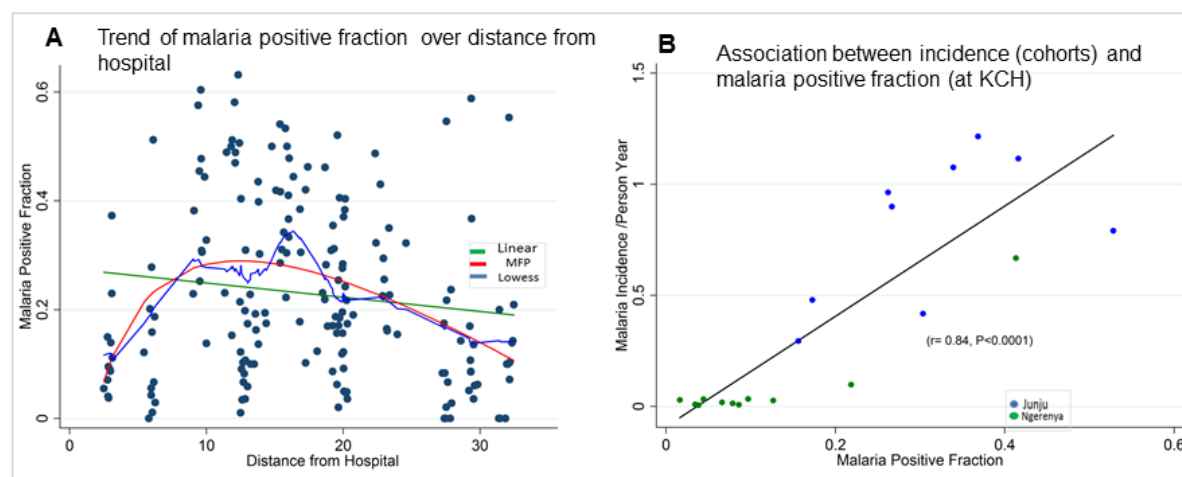 A
Trend of malaria positive fraction over distance from
hospital
Malaria Positive Fraction
0.6
0.4
0.2
0
Linear
MFP
Lowess
0
10
20
30
Distance from Hospital
B
Association between incidence (cohorts) and
malaria positive fraction (at KCH)
Malaria Incidence /Person Year
1.5
1
0.5
0
(r= 0.84, P<0.0001)
Junju
Ngerenya
0
0.2
0.4
0.6
Malaria Positive Fraction